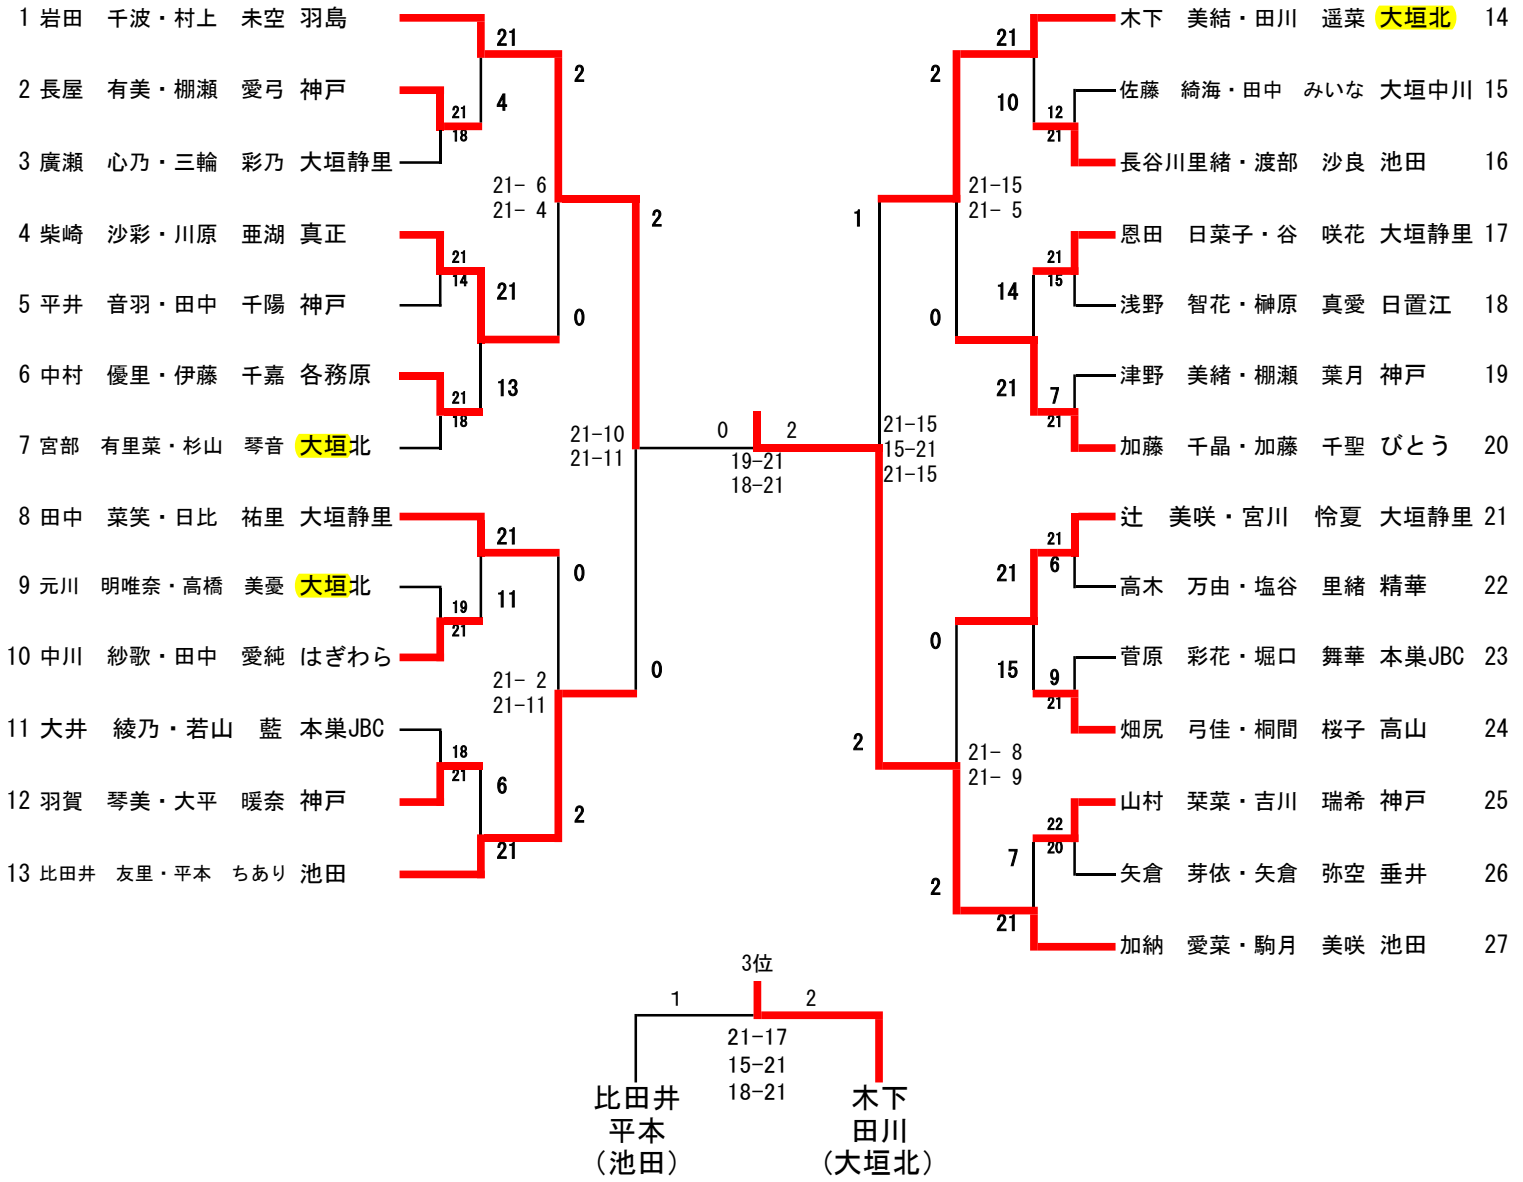 1 岩田 千波・村上 未空 羽島
2 長屋 有美・棚瀬 愛弓 神戸
3 廣瀬 心乃・三輪 彩乃 大垣静里
4 柴崎 沙彩・川原 亜湖 真正
5 平井 音羽・田中 千陽 神戸
6 中村 優里・伊藤 千嘉 各務原
7 宮部 有里菜・杉山 琴音 大垣北
8 田中 菜笑・日比 祐里 大垣静里
9 元川 明唯奈・高橋 美憂 大垣北
10 中川 紗歌・田中 愛純 はぎわら
11 大井 綾乃・若山 藍 本巣JBC
12 羽賀 琴美・大平 暖奈 神戸
13 比田井 友里・平本 ちあり 池田
21
4
21
18
21
14
21
13
21
18
21
11
19
21
18
21
6
21
2
21- 6
21- 4
0
0
21- 2
21-11
2
2
21-10
21-11
0
0
2
19-21
18-21
木下 美結・田川 遥菜 大垣北 14
佐藤 綺海・田中 みいな 大垣中川 15
長谷川里緒・渡部 沙良 池田 16
恩田 日菜子・谷 咲花 大垣静里 17
浅野 智花・榊原 真愛 日置江 18
津野 美緒・棚瀬 葉月 神戸 19
加藤 千晶・加藤 千聖 びとう 20
辻 美咲・宮川 怜夏 大垣静里 21
高木 万由・塩谷 里緒 精華 22
菅原 彩花・堀口 舞華 本巣JBC 23
畑尻 弓佳・桐間 桜子 高山 24
山村 栞菜・吉川 瑞希 神戸 25
矢倉 芽依・矢倉 弥空 垂井 26
加納 愛菜・駒月 美咲 池田 27
21
10
12
21
21
15
14
21
7
21
21
6
21
15
9
21
22
20
7
21
2
21-15
21- 5
0
0
21- 8
21- 9
2
1
21-15
15-21
21-15
2
3位
1
2
21-17
15-21
18-21
比田井
平本
（池田）
木下
田川
（大垣北）